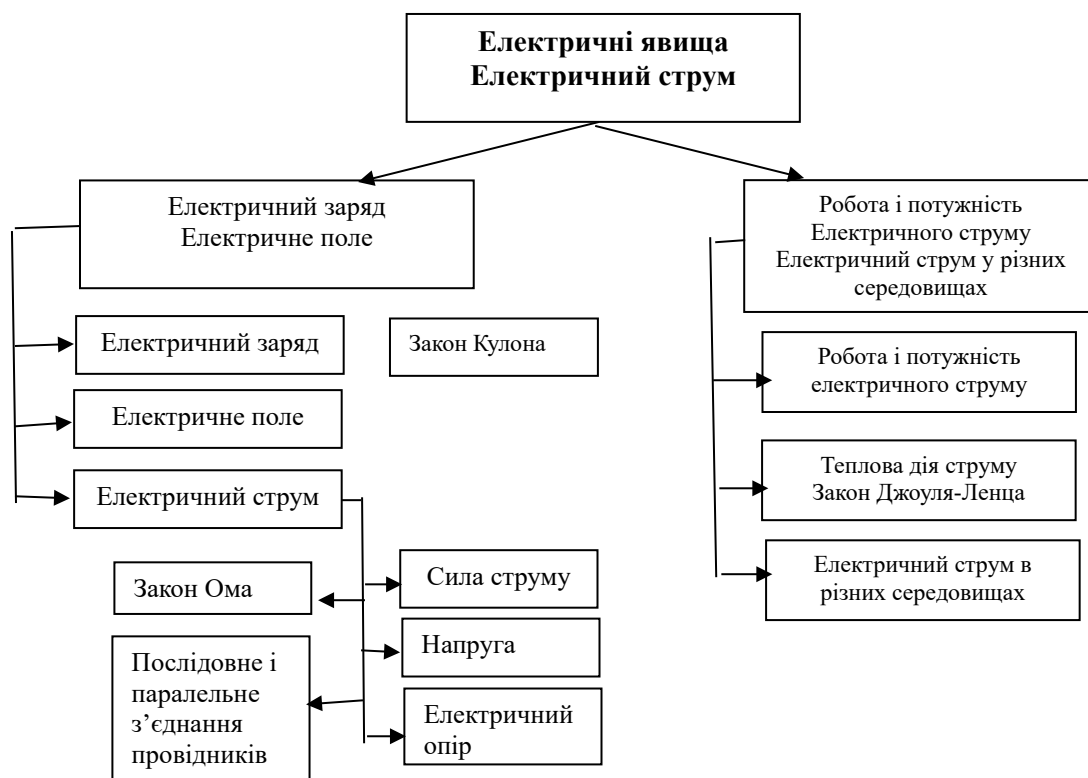 Електричні явища
Електричний струм
Електричний заряд
Електричне поле
Робота і потужність
Електричного струму
Електричний струм у різних
середовищах
Електричний заряд
Закон Кулона
Електричне поле
Електричний струм
Закон Ома
Сила струму
Напруга
Послідовне і
паралельне
з’єднання
провідників
Електричний
опір
Робота і потужність
електричного струму
Теплова дія струму
Закон Джоуля-Ленца
Електричний струм в
різних середовищах